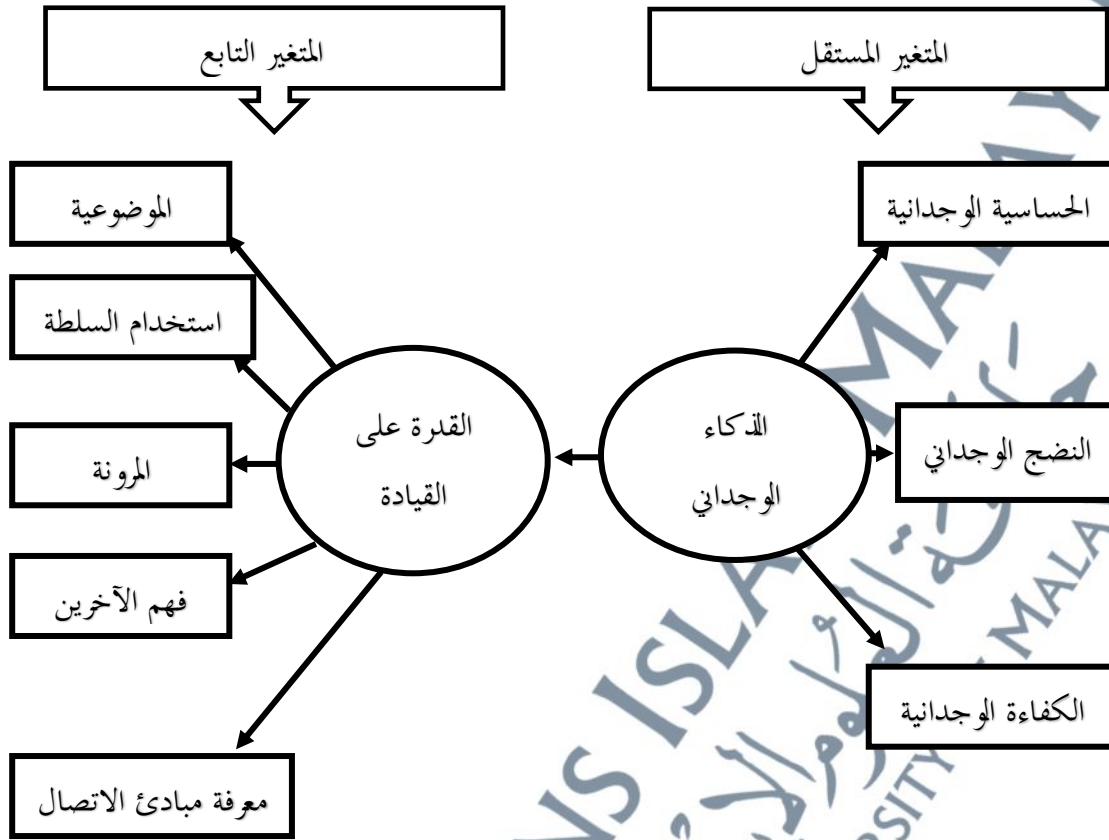 المتغير المستقل
المتغير التابع
الحساسية الوجدانية
الموضوعية
استخدام السلطة
الذكاء
الوجداني
القدرة على
القيادة
النضج الوجداني
المرونة
فهم الآخرين
الكفاءة الوجدانية
معرفة مبادئ الاتصال